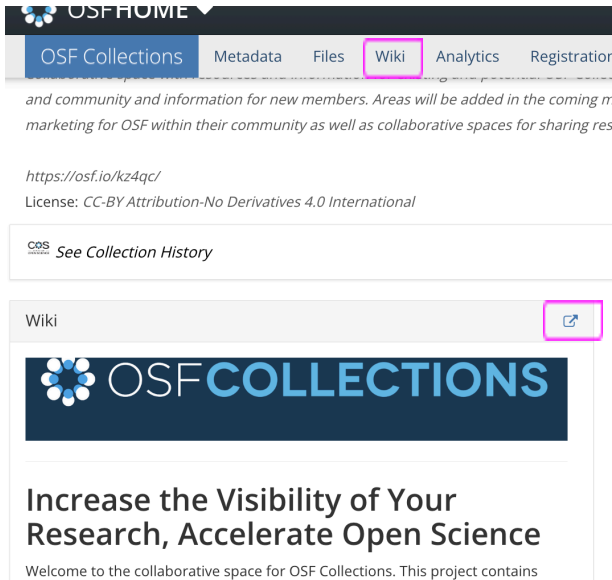 OSFHOME
OSF Collections Metadata Files Wiki Analytics Registration
and community and information for new members. Areas will be added in the coming m
marketing for OSF within their community as well as collaborative spaces for sharing res
https://osf.io/kz4qc/
License: CC-BY Attribution-No Derivatives 4.0 International
COS See Collection History
Wiki
OSFCOLLECTIONS
Increase the Visibility of Your
Research, Accelerate Open Science
Welcome to the collaborative space for OSF Collections. This project contains